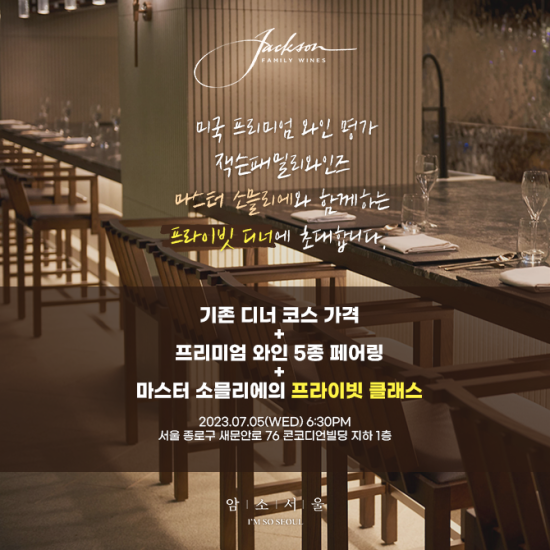 Jackson
FAMILY WINES
미국 프리미엄 와인 명가
잭슨패밀리와인즈
마스터 소믈리에와 함께하는
프라이빗 디너에 초대합니다.
기존 디너 코스 가격
+
프리미엄 와인 5종 페어링
+
마스터 소믈리에의 프라이빗 클래스
2023.07.05(WED) 6:30PM
서울 종로구 새문안로 76 콘코디언빌딩 지하 1층
암|소|서|울
I'M SO SEOUL